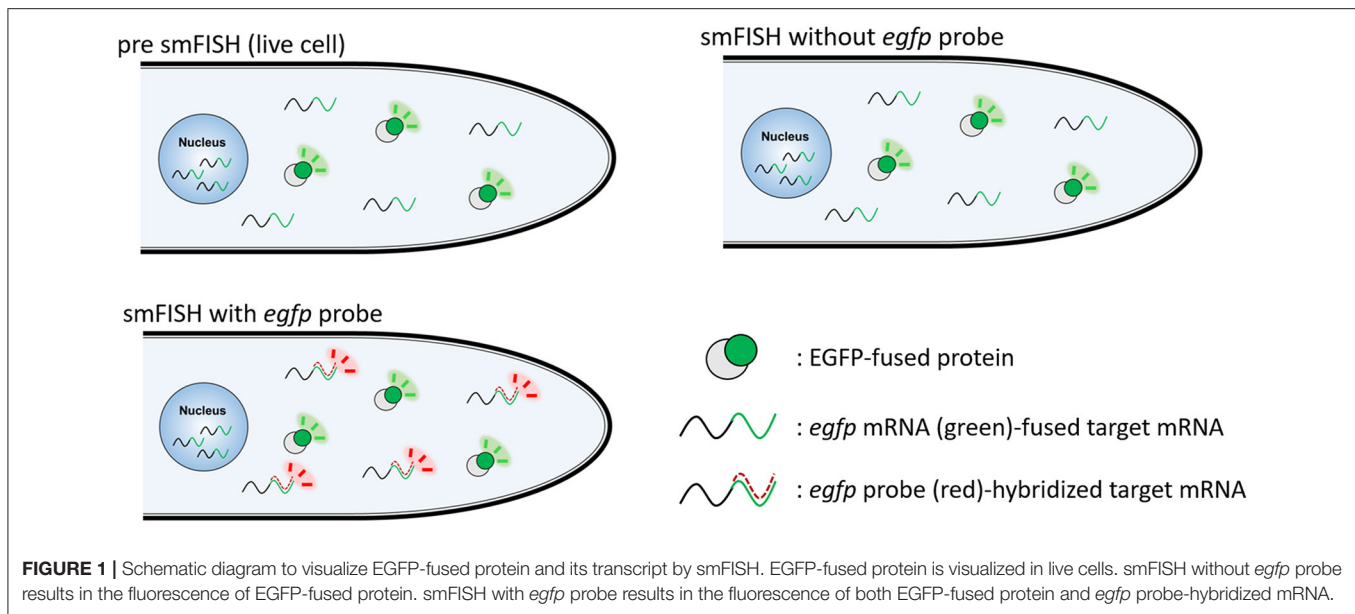 pre smFISH (live cell)
smFISH without egfp probe
Nucleus
Nucleus
smFISH with egfp probe
Nucleus
: EGFP-fused protein
: egfp mRNA (green)-fused target mRNA
: egfp probe (red)-hybridized target mRNA
FIGURE 1 | Schematic diagram to visualize EGFP-fused protein and its transcript by smFISH. EGFP-fused protein is visualized in live cells. smFISH without egfp probe
results in the fluorescence of EGFP-fused protein. smFISH with egfp probe results in the fluorescence of both EGFP-fused protein and egfp probe-hybridized mRNA.